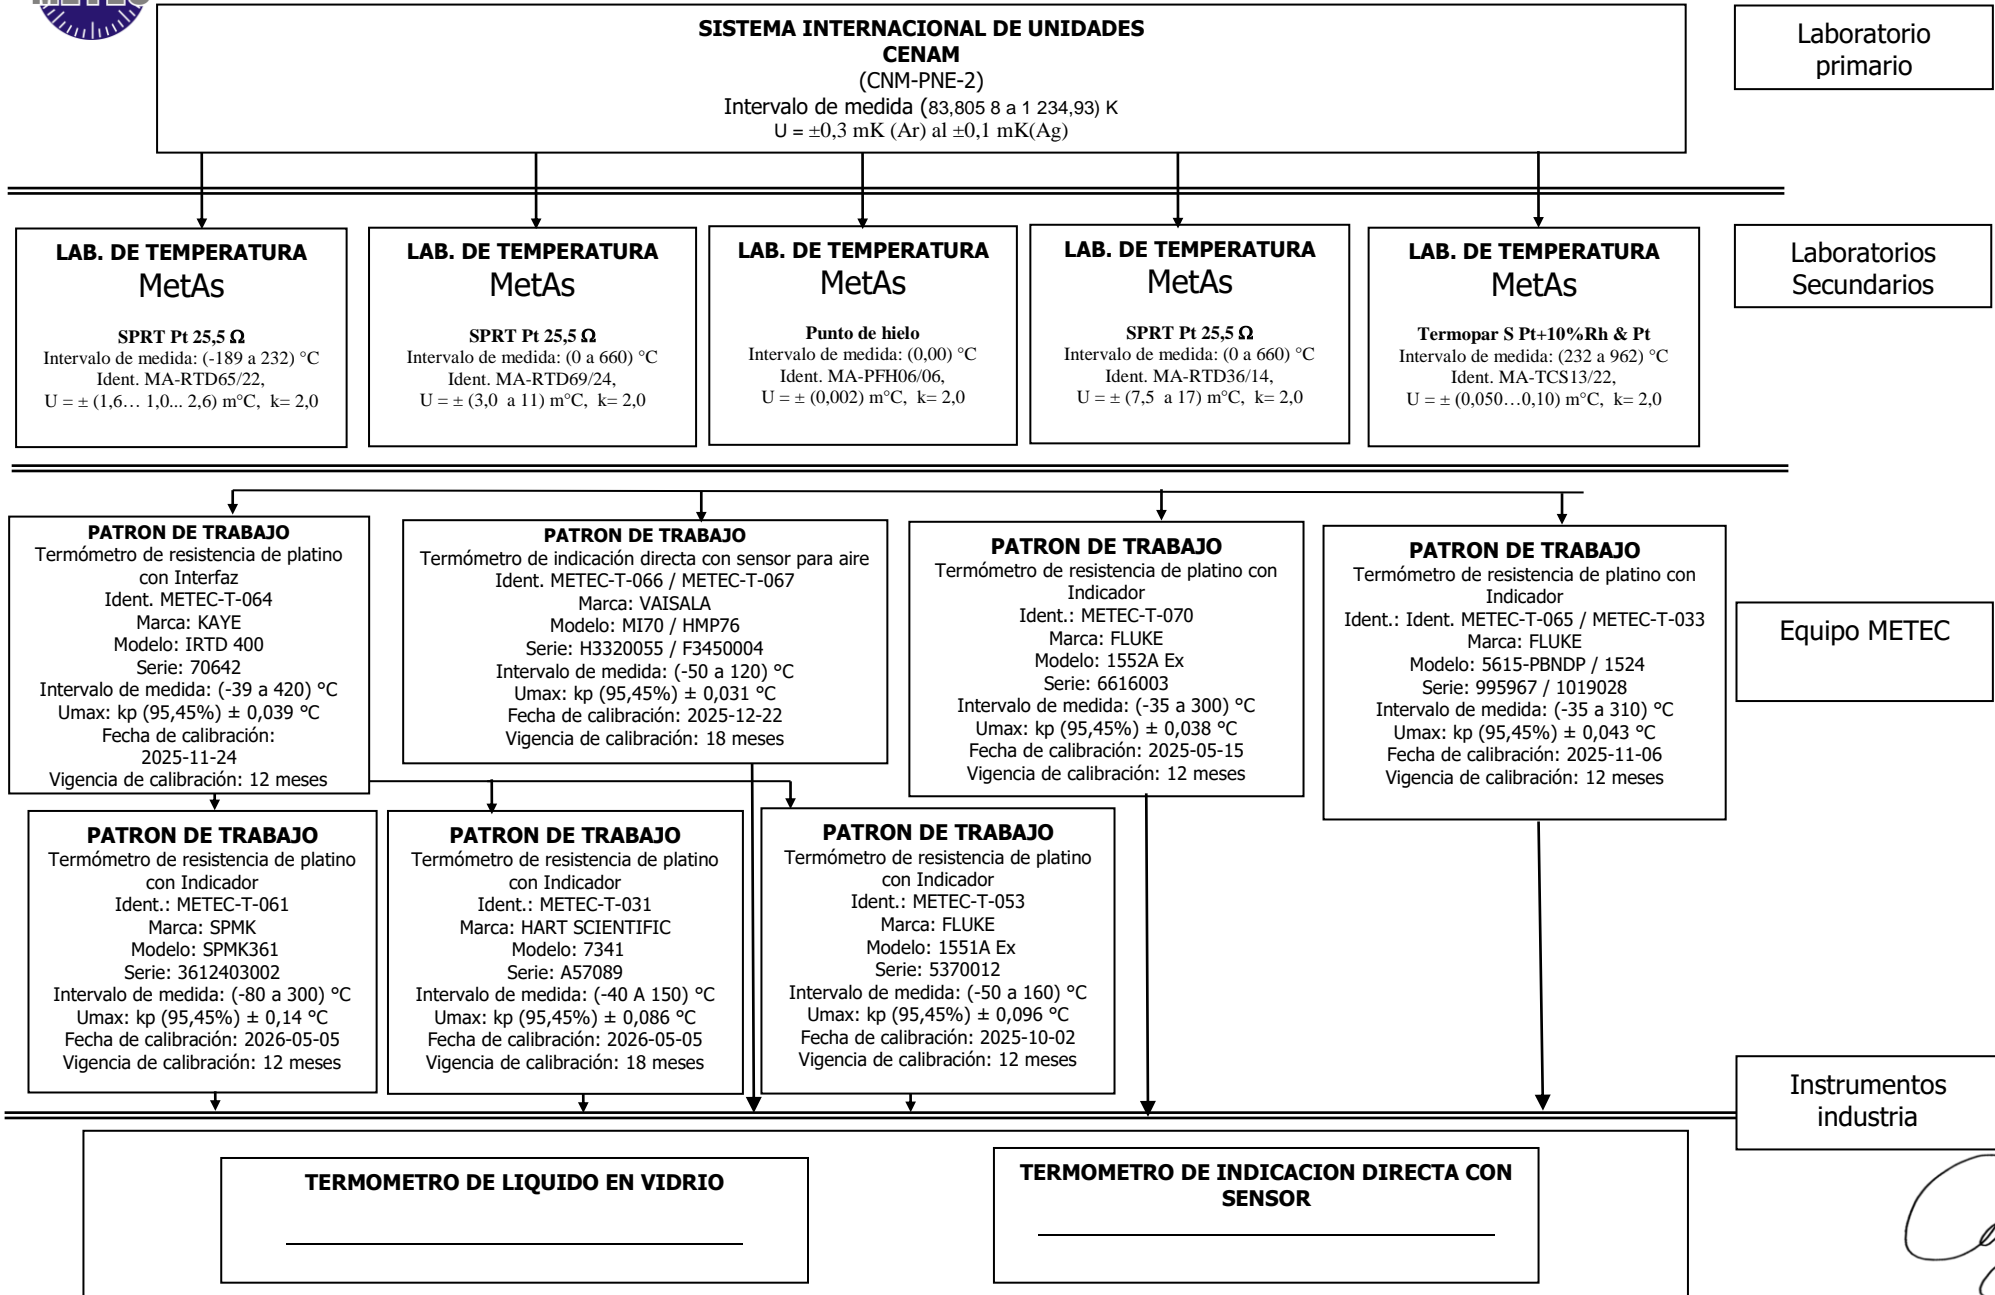 METEC
SISTEMA INTERNACIONAL DE UNIDADES
CENAM
(CNM-PNE-2)
Intervalo de medida (83,805 8 a 1 234,93) K
U = ±0,3 mK (Ar) al ±0,1 mK(Ag)
Laboratorio
primario
LAB. DE TEMPERATURA
MetAs
SPRT Pt 25,5 Ω
Intervalo de medida: (-189 a 232) °C
Ident. MA-RTD65/22,
U = ± (1,6… 1,0... 2,6) m°C, k= 2,0
LAB. DE TEMPERATURA
MetAs
SPRT Pt 25,5 Ω
Intervalo de medida: (0 a 660) °C
Ident. MA-RTD69/24,
U = ± (3,0 a 11) m°C, k= 2,0
LAB. DE TEMPERATURA
MetAs
Punto de hielo
Intervalo de medida: (0,00) °C
Ident. MA-PFH06/06,
U = ± (0,002) m°C, k= 2,0
LAB. DE TEMPERATURA
MetAs
SPRT Pt 25,5 Ω
Intervalo de medida: (0 a 660) °C
Ident. MA-RTD36/14,
U = ± (7,5 a 17) m°C, k= 2,0
LAB. DE TEMPERATURA
MetAs
Termopar S Pt+10%Rh & Pt
Intervalo de medida: (232 a 962) °C
Ident. MA-TCS13/22,
U = ± (0,050…0,10) m°C, k= 2,0
Laboratorios
Secundarios
PATRON DE TRABAJO
Termómetro de resistencia de platino
con Interfaz
Ident. METEC-T-064
Marca: KAYE
Modelo: IRTD 400
Serie: 70642
Intervalo de medida: (-39 a 420) °C
Umax: kp (95,45%) ± 0,039 °C
Fecha de calibración:
2025-11-24
Vigencia de calibración: 12 meses
PATRON DE TRABAJO
Termómetro de indicación directa con sensor para aire
Ident. METEC-T-066 / METEC-T-067
Marca: VAISALA
Modelo: MI70 / HMP76
Serie: H3320055 / F3450004
Intervalo de medida: (-50 a 120) °C
Umax: kp (95,45%) ± 0,031 °C
Fecha de calibración: 2025-12-22
Vigencia de calibración: 18 meses
PATRON DE TRABAJO
Termómetro de resistencia de platino con
Indicador
Ident.: METEC-T-070
Marca: FLUKE
Modelo: 1552A Ex
Serie: 6616003
Intervalo de medida: (-35 a 300) °C
Umax: kp (95,45%) ± 0,038 °C
Fecha de calibración: 2025-05-15
Vigencia de calibración: 12 meses
PATRON DE TRABAJO
Termómetro de resistencia de platino con
Indicador
Ident.: Ident. METEC-T-065 / METEC-T-033
Marca: FLUKE
Modelo: 5615-PBNDP / 1524
Serie: 995967 / 1019028
Intervalo de medida: (-35 a 310) °C
Umax: kp (95,45%) ± 0,043 °C
Fecha de calibración: 2025-11-06
Vigencia de calibración: 12 meses
Equipo METEC
PATRON DE TRABAJO
Termómetro de resistencia de platino
con Indicador
Ident.: METEC-T-061
Marca: SPMK
Modelo: SPMK361
Serie: 3612403002
Intervalo de medida: (-80 a 300) °C
Umax: kp (95,45%) ± 0,14 °C
Fecha de calibración: 2026-05-05
Vigencia de calibración: 12 meses
PATRON DE TRABAJO
Termómetro de resistencia de platino
con Indicador
Ident.: METEC-T-031
Marca: HART SCIENTIFIC
Modelo: 7341
Serie: A57089
Intervalo de medida: (-40 A 150) °C
Umax: kp (95,45%) ± 0,086 °C
Fecha de calibración: 2026-05-05
Vigencia de calibración: 18 meses
PATRON DE TRABAJO
Termómetro de resistencia de platino
con Indicador
Ident.: METEC-T-053
Marca: FLUKE
Modelo: 1551A Ex
Serie: 5370012
Intervalo de medida: (-50 a 160) °C
Umax: kp (95,45%) ± 0,096 °C
Fecha de calibración: 2025-10-02
Vigencia de calibración: 12 meses
Instrumentos
industria
TERMOMETRO DE LIQUIDO EN VIDRIO
TERMOMETRO DE INDICACION DIRECTA CON
SENSOR